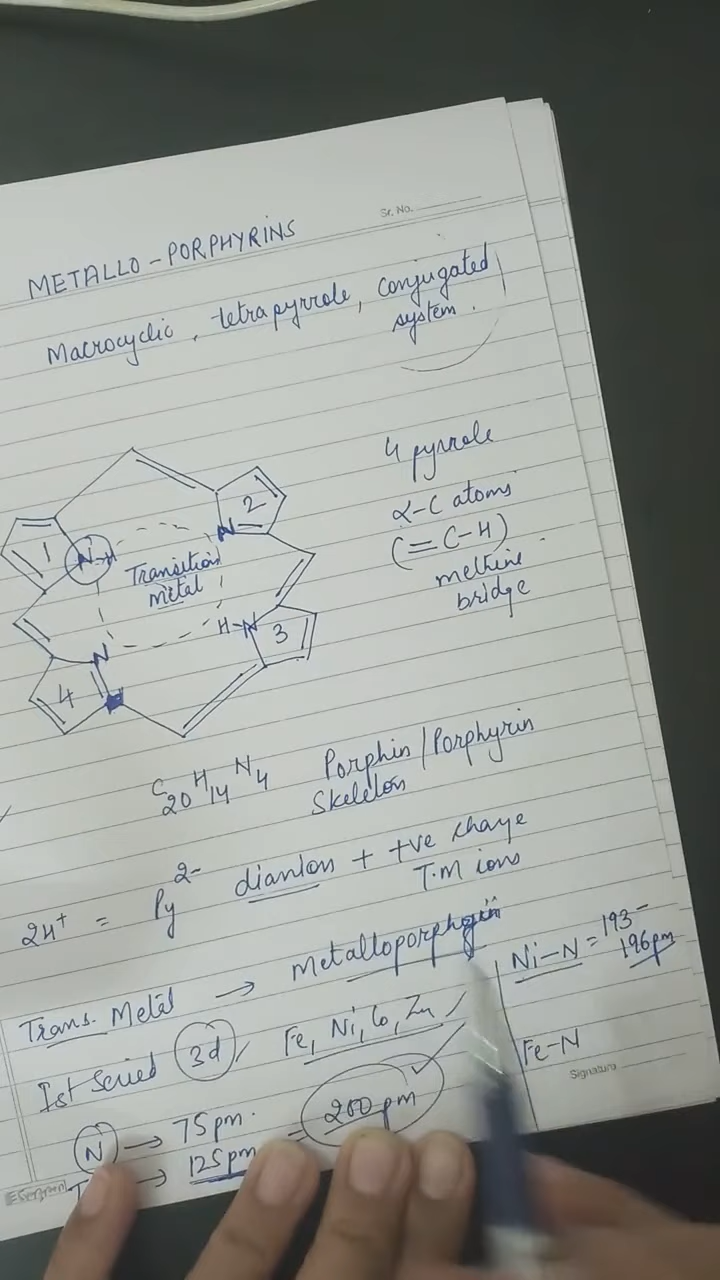 Sr. No.
METALLO-PORPHYRINS
Macrocyclic, tetrapyrrole, conjugated
system.
4 pyrrole
α-C atoms
(=C-H)
methine
bridge
1
N-H
2
N
Transition
metal
H-N
3
N
4
C20H14N4 Porphin/Porphyrin
Skeleton
2H+ = Py2- dianion + +ve charge
T.M ions
Trans. Metal → Metalloporphyrin
Ist Seried 3d, Fe, Ni, Co, Zn
Ni-N = 193-
196pm
Fe-N
Signature
N → 75pm.
→ 125pm = 200pm